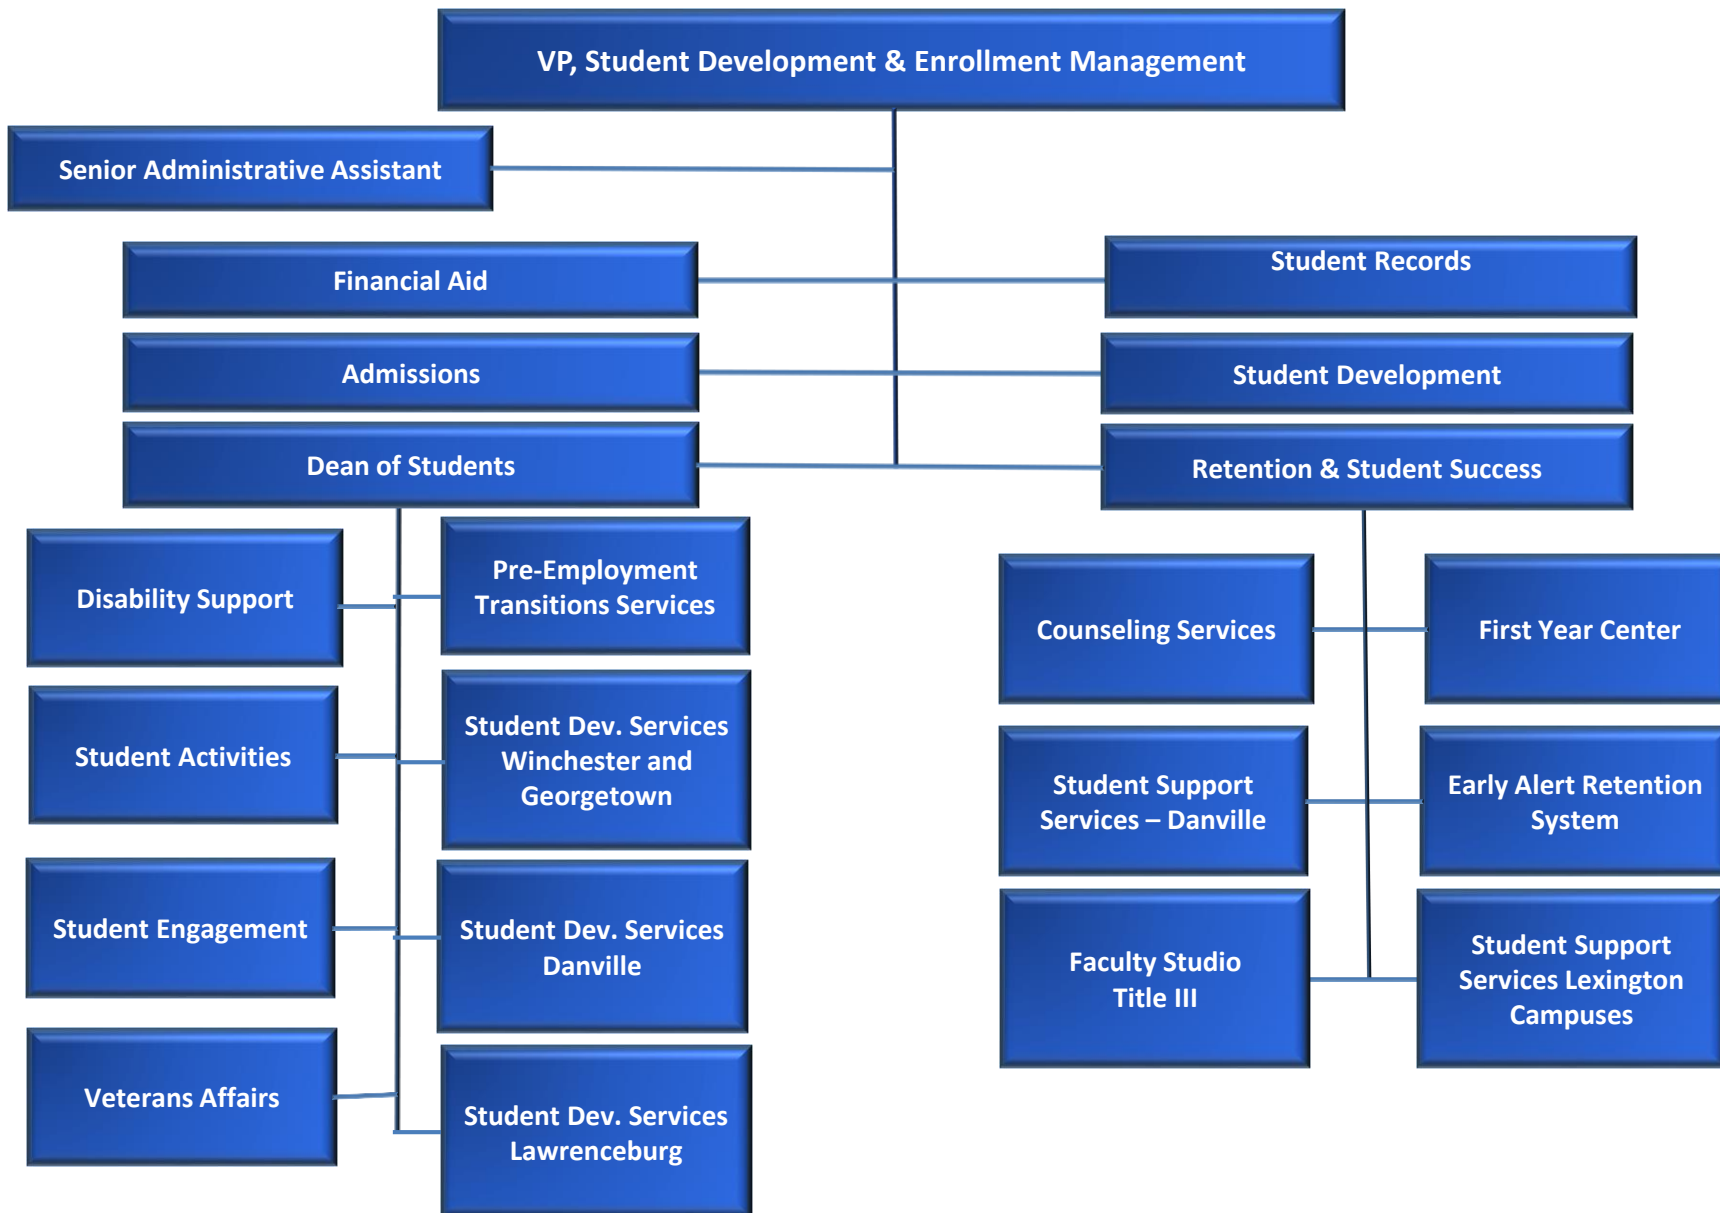 VP, Student Development & Enrollment Management
Senior Administrative Assistant
Financial Aid
Student Records
Admissions
Student Development
Dean of Students
Retention & Student Success
Disability Support
Pre-Employment
Transitions Services
Student Activities
Student Dev. Services
Winchester and
Georgetown
Student Engagement
Student Dev. Services
Danville
Veterans Affairs
Student Dev. Services
Lawrenceburg
Counseling Services
First Year Center
Student Support
Services – Danville
Early Alert Retention
System
Faculty Studio
Title III
Student Support
Services Lexington
Campuses